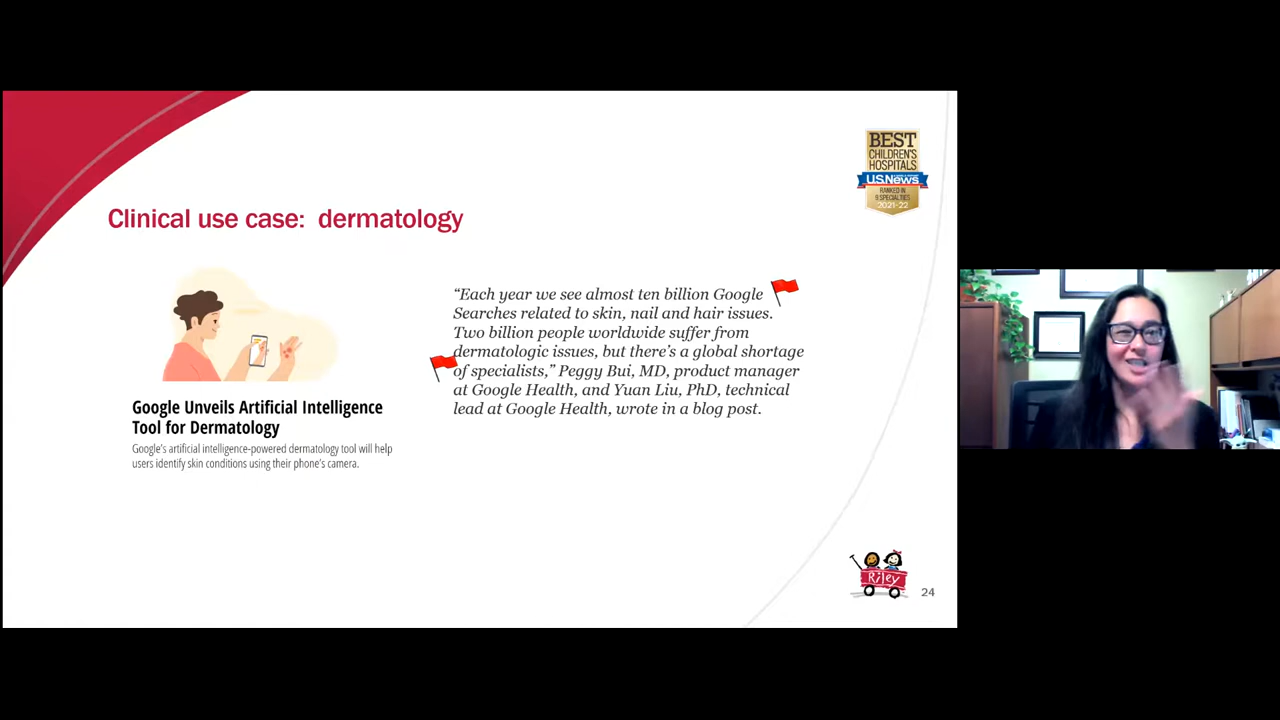 BEST
CHILDREN'S
HOSPITALS
U.S.News
RANKED IN
9 SPECIALTIES
2021-22
Clinical use case:  dermatology
“Each year we see almost ten billion Google
Searches related to skin, nail and hair issues.
Two billion people worldwide suffer from
dermatologic issues, but there’s a global shortage
of specialists,” Peggy Bui, MD, product manager
at Google Health, and Yuan Liu, PhD, technical
lead at Google Health, wrote in a blog post.
Google Unveils Artificial Intelligence
Tool for Dermatology
Google’s artificial intelligence-powered dermatology tool will help
users identify skin conditions using their phone’s camera.
Riley
24